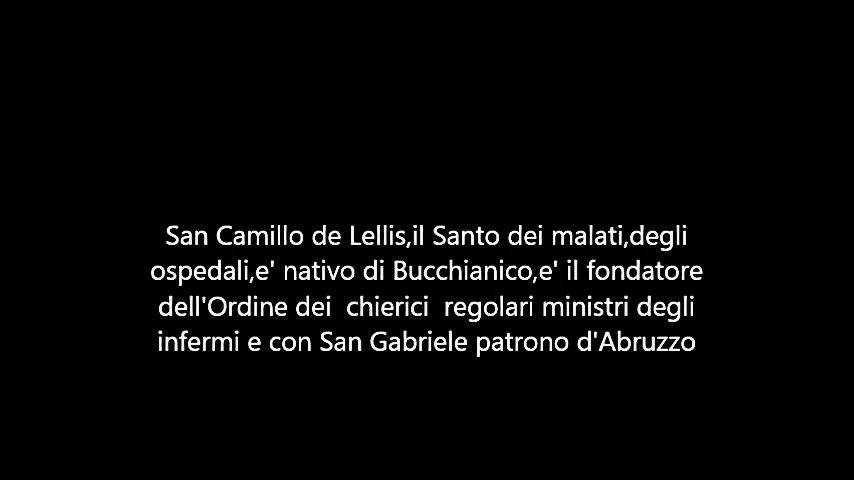 San Camillo de Lellis,il Santo dei malati,degli
ospedali,e' nativo di Bucchianico,e' il fondatore
dell'Ordine dei  chierici  regolari ministri degli
infermi e con San Gabriele patrono d'Abruzzo